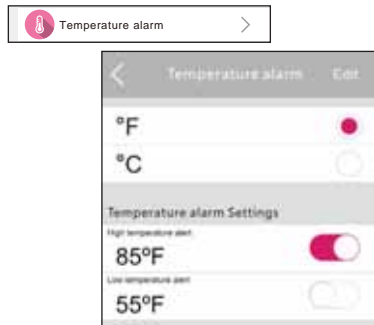 Temperature alarm
Temperature alarm Edit
°F
°C
Temperature alarm Settings
High temperature alert
85°F
Low temperature alert
55°F